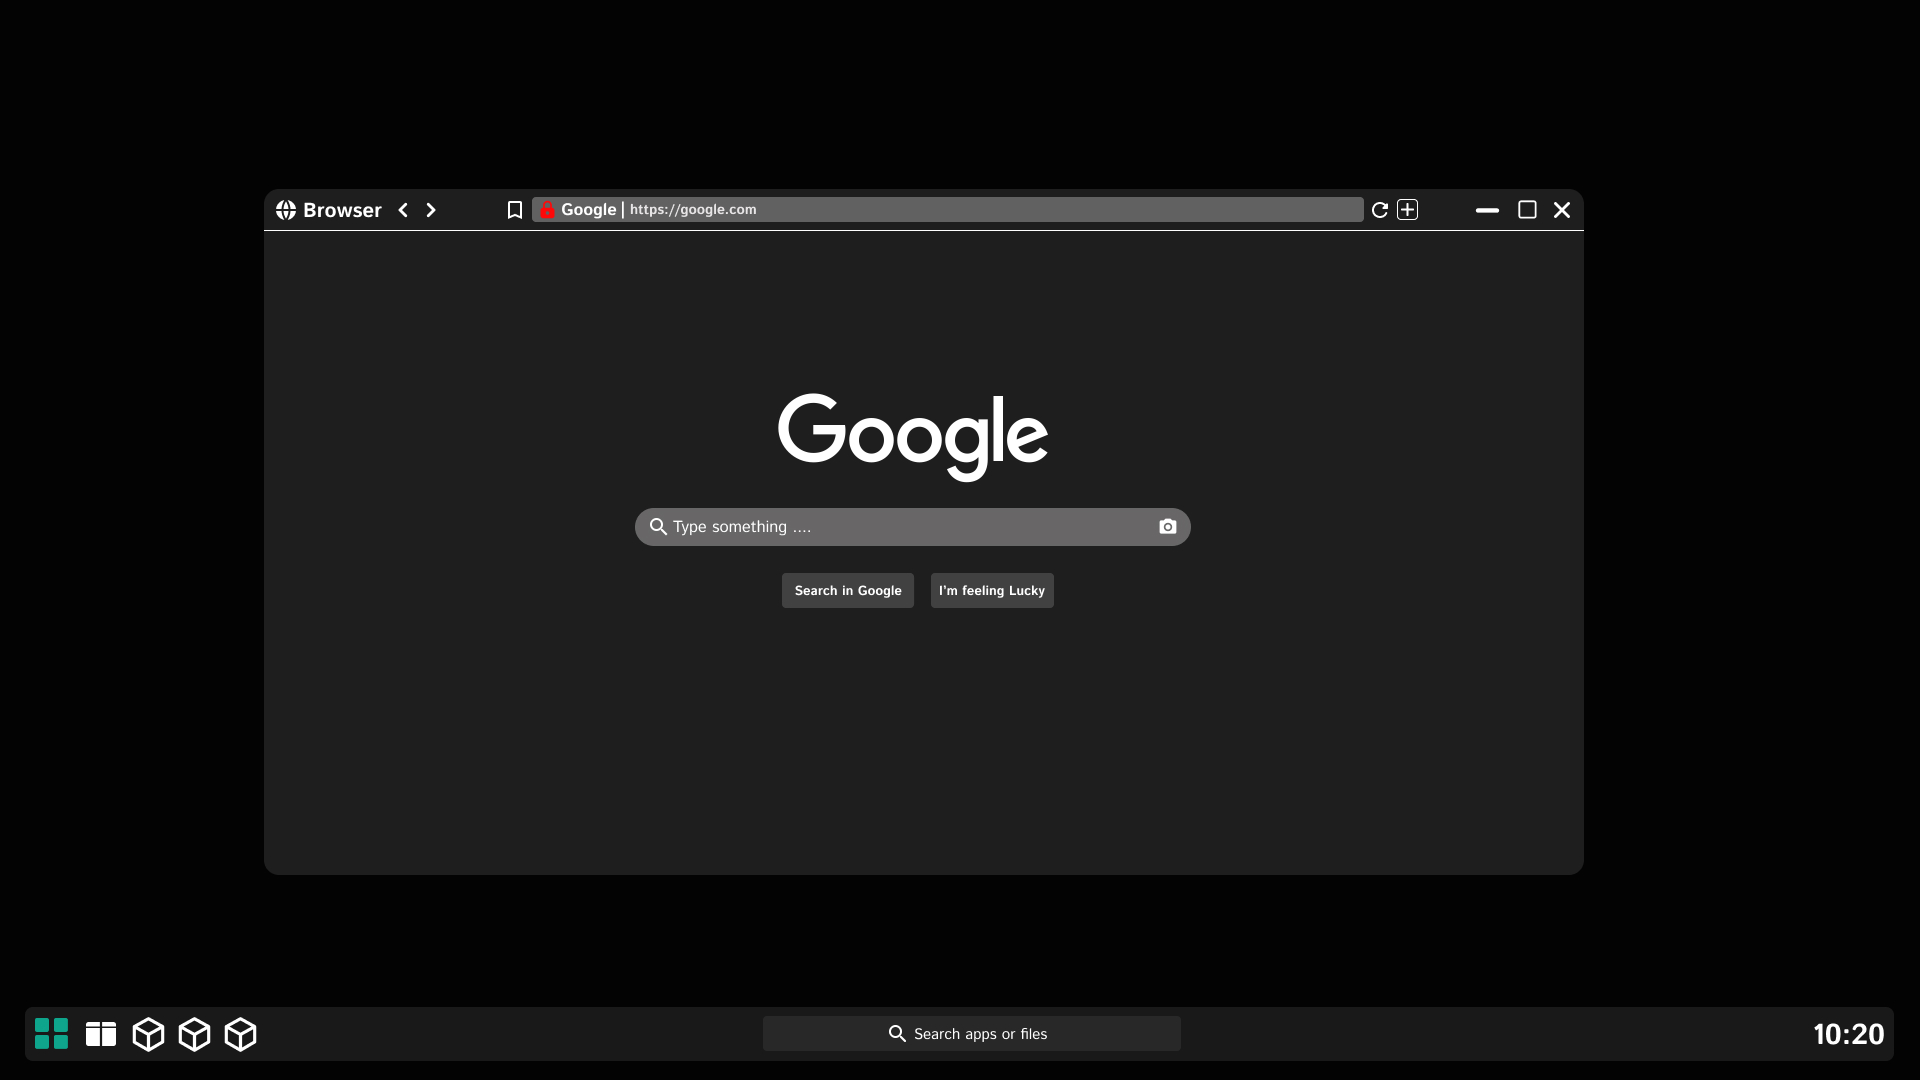 Browser
Google | https://google.com
Google
Type something ....
Search in Google
I'm feeling Lucky
Search apps or files
10:20